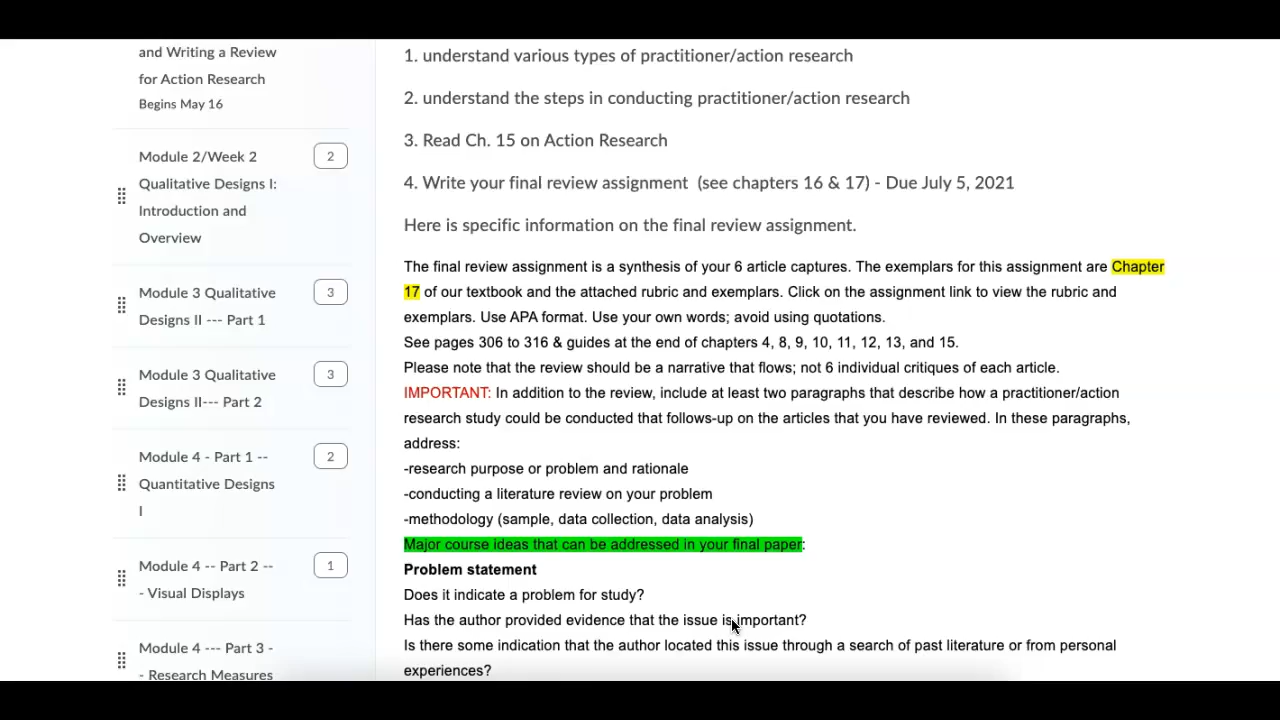 and Writing a Review
for Action Research
Begins May 16
Module 2/Week 2
2
Qualitative Designs I:
Introduction and
Overview
Module 3 Qualitative
3
Designs II --- Part 1
Module 3 Qualitative
3
Designs II--- Part 2
Module 4 - Part 1 --
2
Quantitative Designs
I
Module 4 -- Part 2 --
1
- Visual Displays
Module 4 --- Part 3 -
- Research Measures
1. understand various types of practitioner/action research
2. understand the steps in conducting practitioner/action research
3. Read Ch. 15 on Action Research
4. Write your final review assignment (see chapters 16 & 17) - Due July 5, 2021
Here is specific information on the final review assignment.
The final review assignment is a synthesis of your 6 article captures. The exemplars for this assignment are Chapter
17 of our textbook and the attached rubric and exemplars. Click on the assignment link to view the rubric and
exemplars. Use APA format. Use your own words; avoid using quotations.
See pages 306 to 316 & guides at the end of chapters 4, 8, 9, 10, 11, 12, 13, and 15.
Please note that the review should be a narrative that flows; not 6 individual critiques of each article.
IMPORTANT: In addition to the review, include at least two paragraphs that describe how a practitioner/action
research study could be conducted that follows-up on the articles that you have reviewed. In these paragraphs,
address:
-research purpose or problem and rationale
-conducting a literature review on your problem
-methodology (sample, data collection, data analysis)
Major course ideas that can be addressed in your final paper:
Problem statement
Does it indicate a problem for study?
Has the author provided evidence that the issue is important?
Is there some indication that the author located this issue through a search of past literature or from personal
experiences?